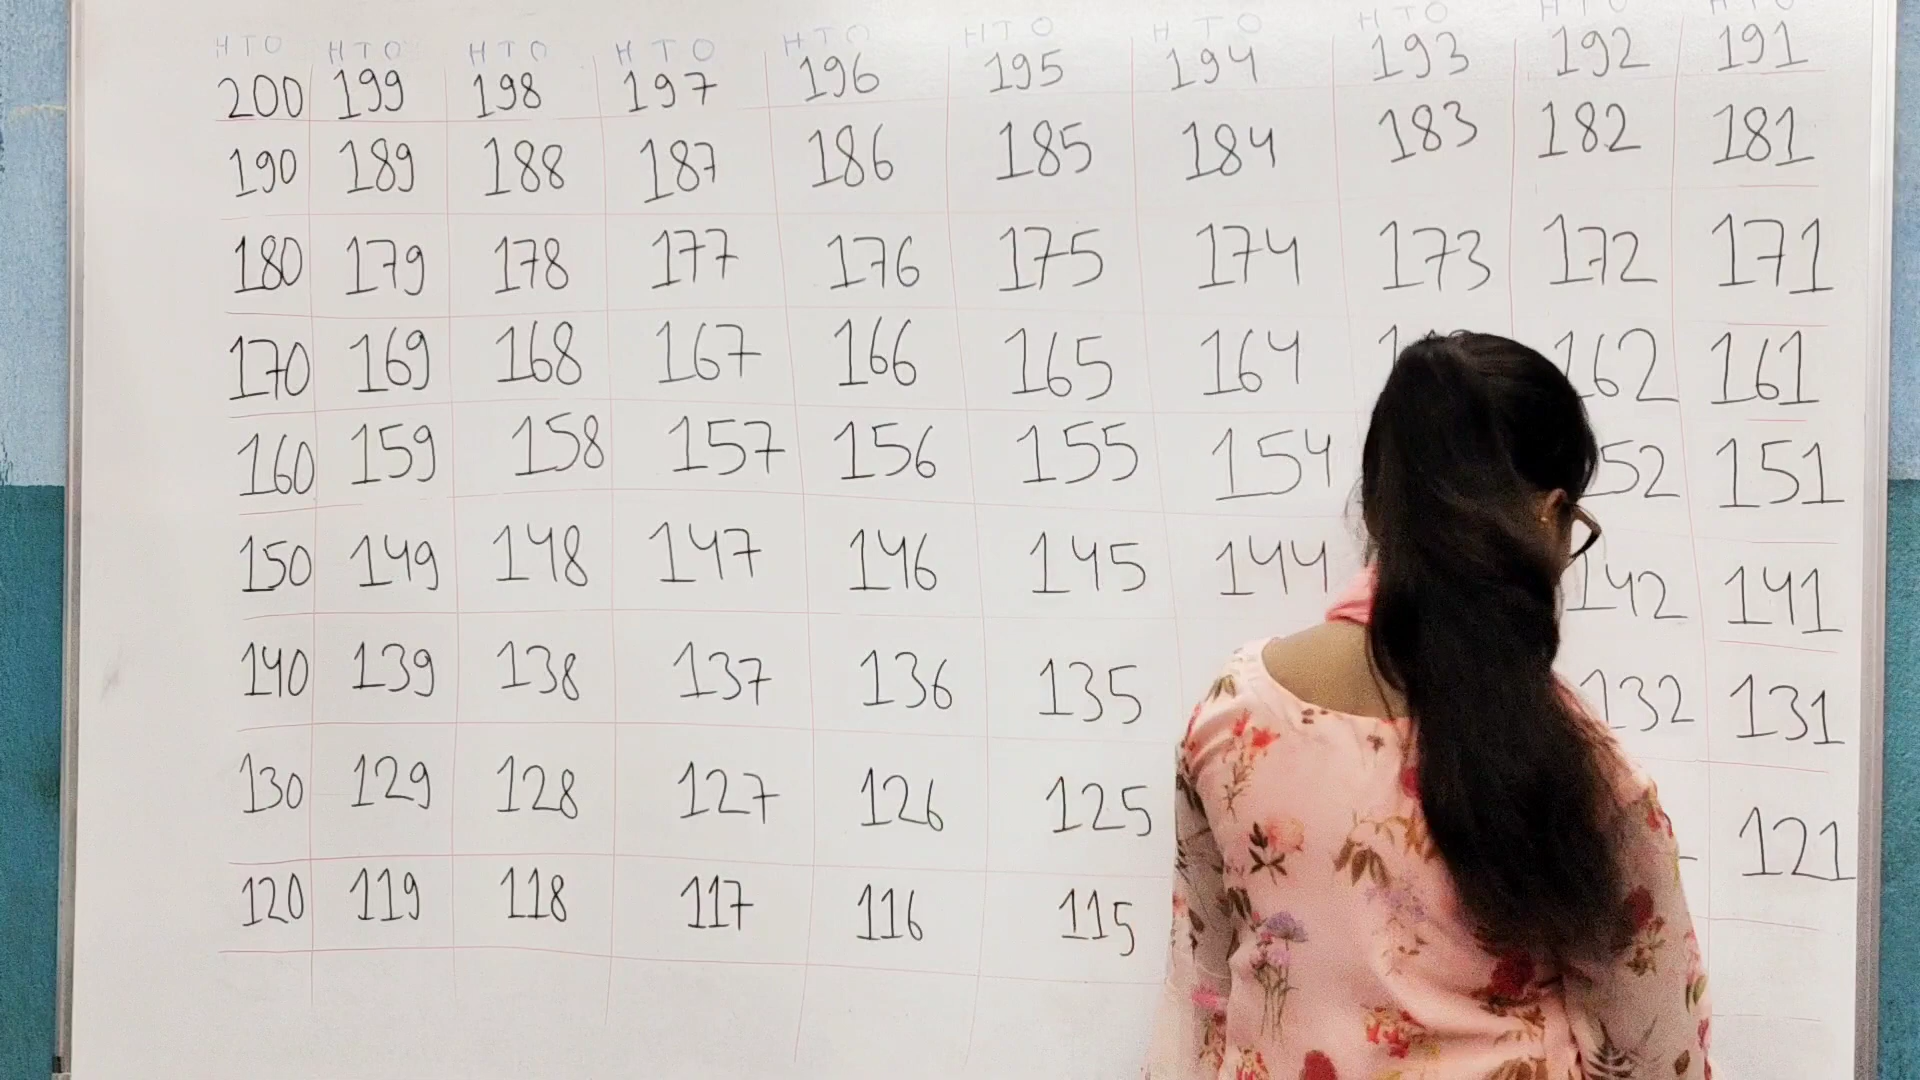 H T O H T O H T O H T O H T O H T O H T O H T O H T O H T O
200 199 198 197 196 195 194 193 192 191
190 189 188 187 186 185 184 183 182 181
180 179 178 177 176 175 174 173 172 171
170 169 168 167 166 165 164 162 161
160 159 158 157 156 155 154 52 151
150 149 148 147 146 145 144 142 141
140 139 138 137 136 135 132 131
130 129 128 127 126 125 121
120 119 118 117 116 115